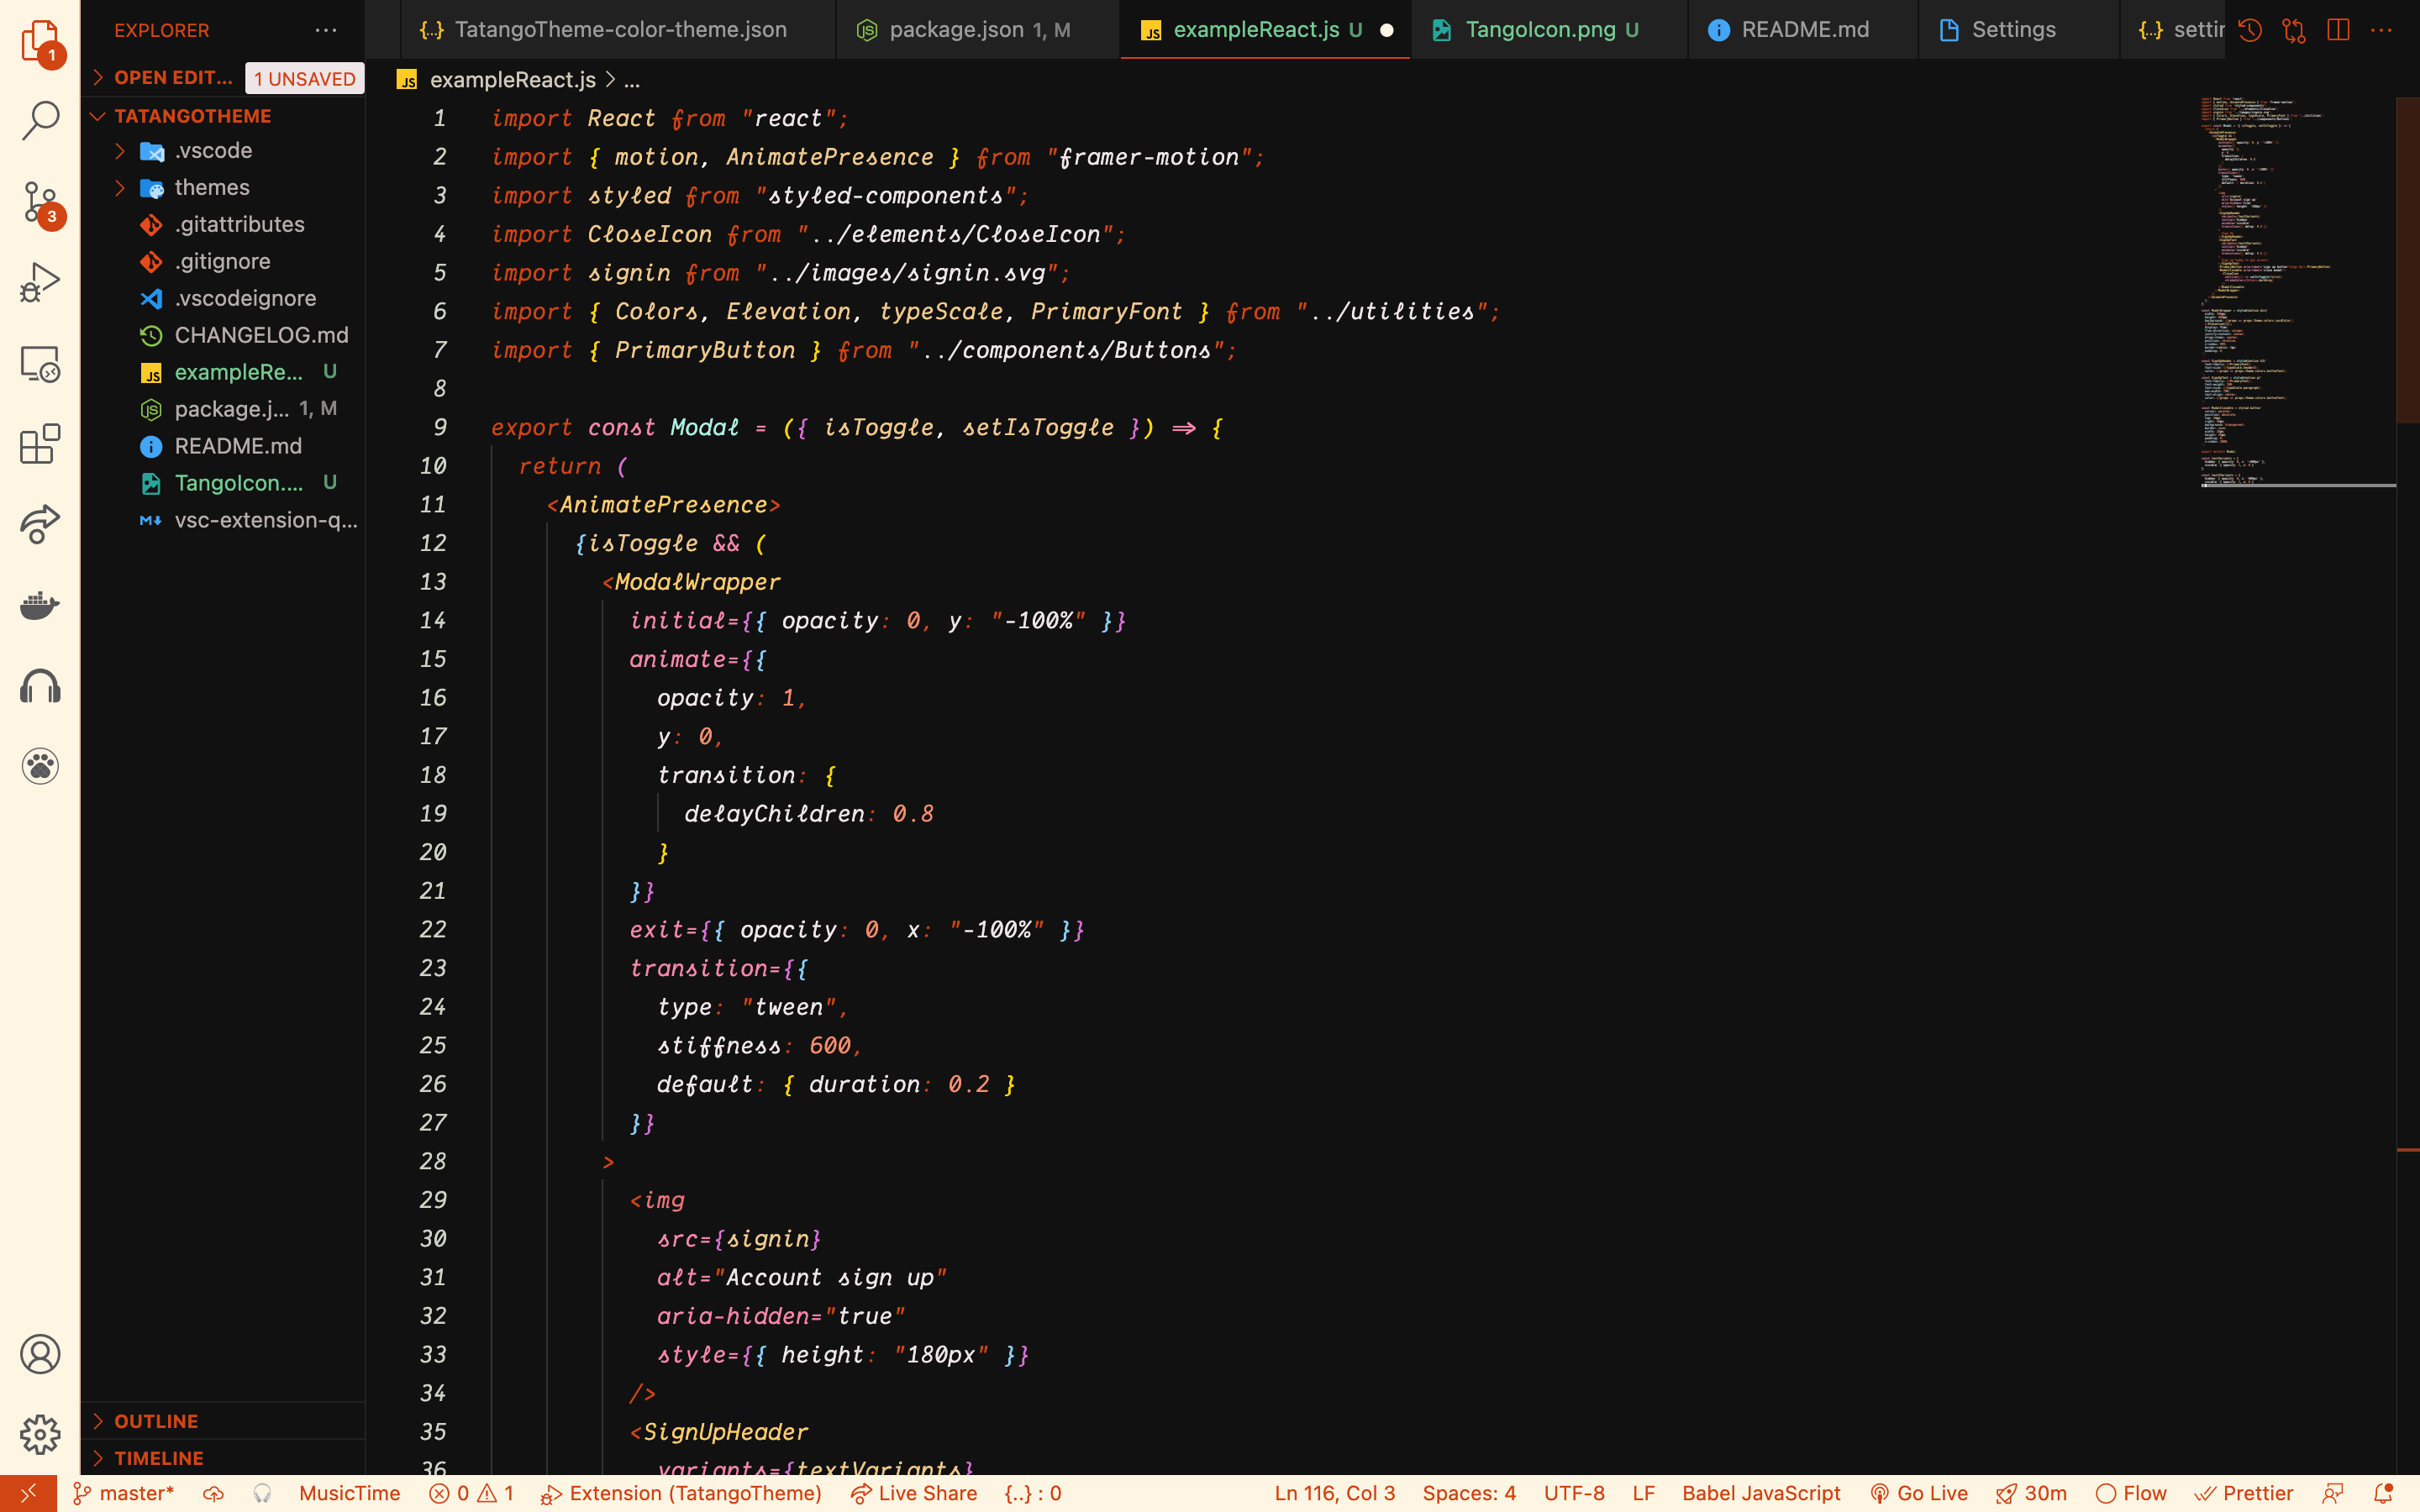 EXPLORER
OPEN EDIT... 1 UNSAVED
TATANGOTHEME
.vscode
themes
.gitattributes
.gitignore
.vscodeignore
CHANGELOG.md
exampleRe... U
package.j... 1, M
README.md
TangoIcon.... U
vsc-extension-q...
OUTLINE
TIMELINE
1
3
{..} TatangoTheme-color-theme.json
package.json 1, M
JS exampleReact.js U
TangoIcon.png U
README.md
Settings
{..} settir
JS exampleReact.js > ...
1 import React from "react";
2 import { motion, AnimatePresence } from "framer-motion";
3 import styled from "styled-components";
4 import CloseIcon from "../elements/CloseIcon";
5 import signin from "../images/signin.svg";
6 import { Colors, Elevation, typeScale, PrimaryFont } from "../utilities";
7 import { PrimaryButton } from "../components/Buttons";
8
9 export const Modal = ({ isToggle, setIsToggle }) => {
10 return (
11 <AnimatePresence>
12 {isToggle && (
13 <ModalWrapper
14 initial={{ opacity: 0, y: "-100%" }}
15 animate={{
16 opacity: 1,
17 y: 0,
18 transition: {
19 delayChildren: 0.8
20 }
21 }}
22 exit={{ opacity: 0, x: "-100%" }}
23 transition={{
24 type: "tween",
25 stiffness: 600,
26 default: { duration: 0.2 }
27 }}
28 >
29 <img
30 src={signin}
31 alt="Account sign up"
32 aria-hidden="true"
33 style={{ height: "180px" }}
34 />
35 <SignUpHeader
36 variants={textVariants}
master* MusicTime 0 1 Extension (TatangoTheme) Live Share {..} : 0 Ln 116, Col 3 Spaces: 4 UTF-8 LF Babel JavaScript Go Live 30m Flow Prettier